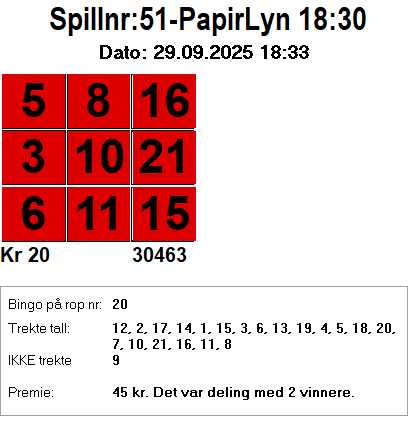 Spillnr:51-PapirLyn 18:30
Dato: 29.09.2025 18:33
5 8 16
3 10 21
6 11 15
Kr 20 30463
Bingo på rop nr: 20
Trekte tall: 12, 2, 17, 14, 1, 15, 3, 6, 13, 19, 4, 5, 18, 20,
7, 10, 21, 16, 11, 8
IKKE trekte 9
Premie: 45 kr. Det var deling med 2 vinnere.